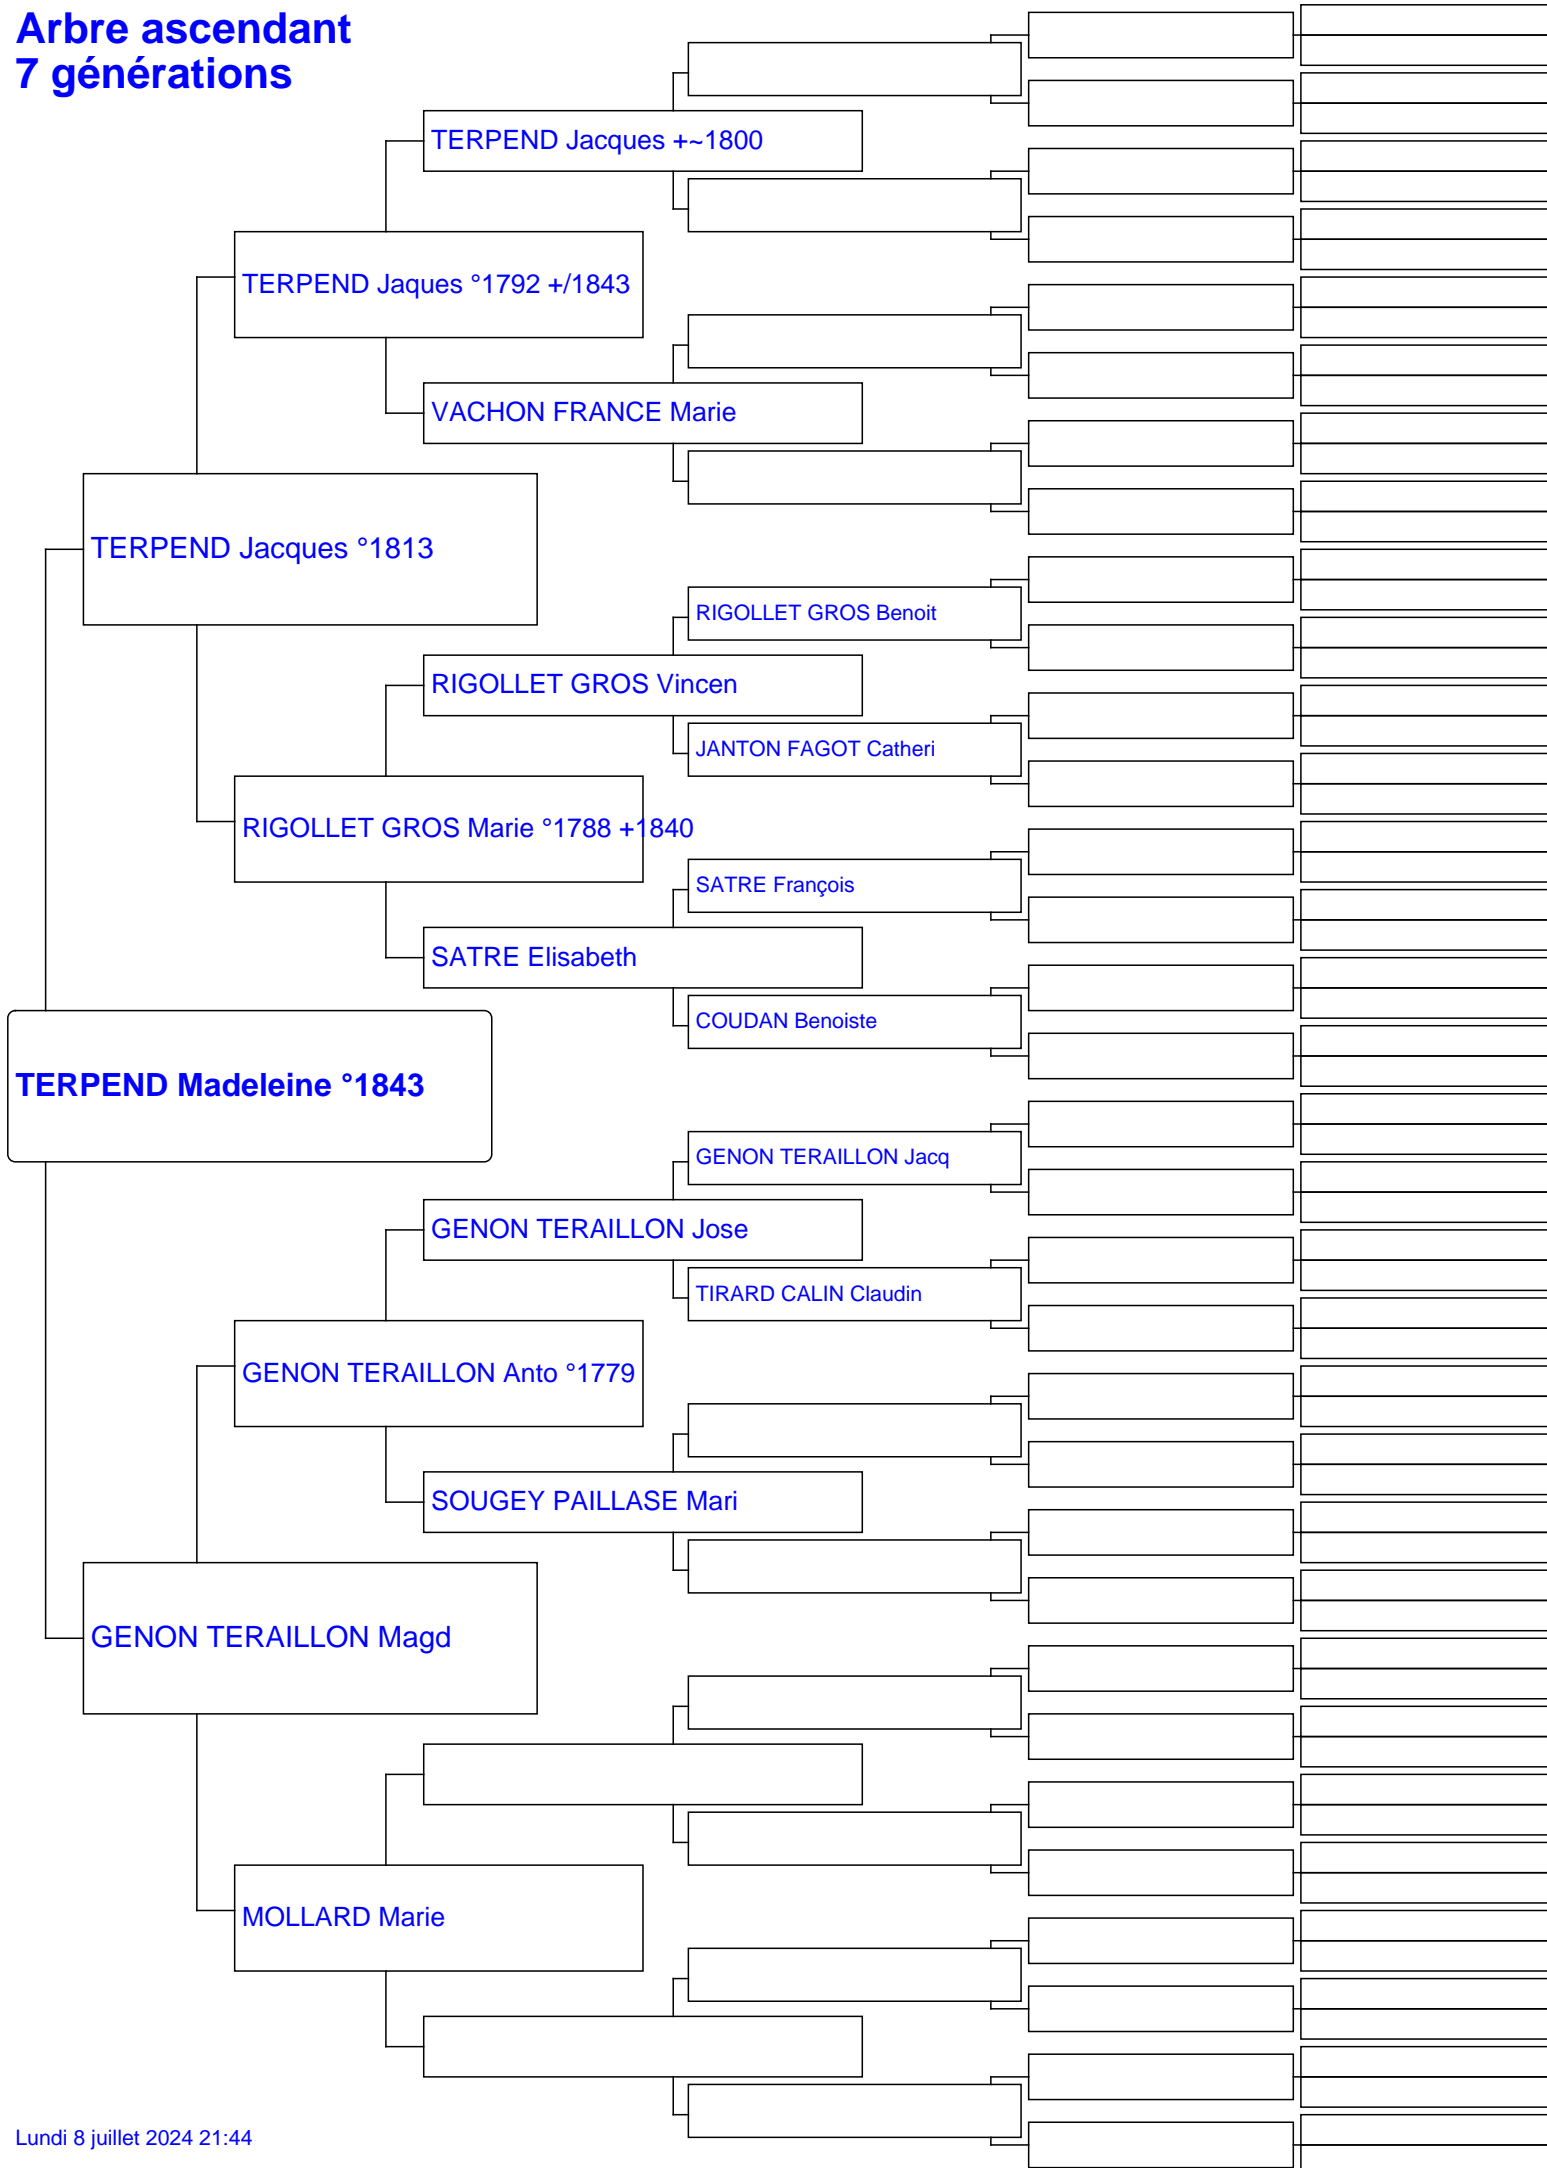 Arbre ascendant
7 générations
TERPEND Jacques +~1800
TERPEND Jaques °1792 +/1843
VACHON FRANCE Marie
TERPEND Jacques °1813
RIGOLLET GROS Benoit
RIGOLLET GROS Vincen
JANTON FAGOT Catheri
RIGOLLET GROS Marie °1788 +1840
SATRE François
SATRE Elisabeth
COUDAN Benoiste
TERPEND Madeleine °1843
GENON TERAILLON Jacq
GENON TERAILLON Jose
TIRARD CALIN Claudin
GENON TERAILLON Anto °1779
SOUGEY PAILLASE Mari
GENON TERAILLON Magd
MOLLARD Marie
Lundi 8 juillet 2024 21:44